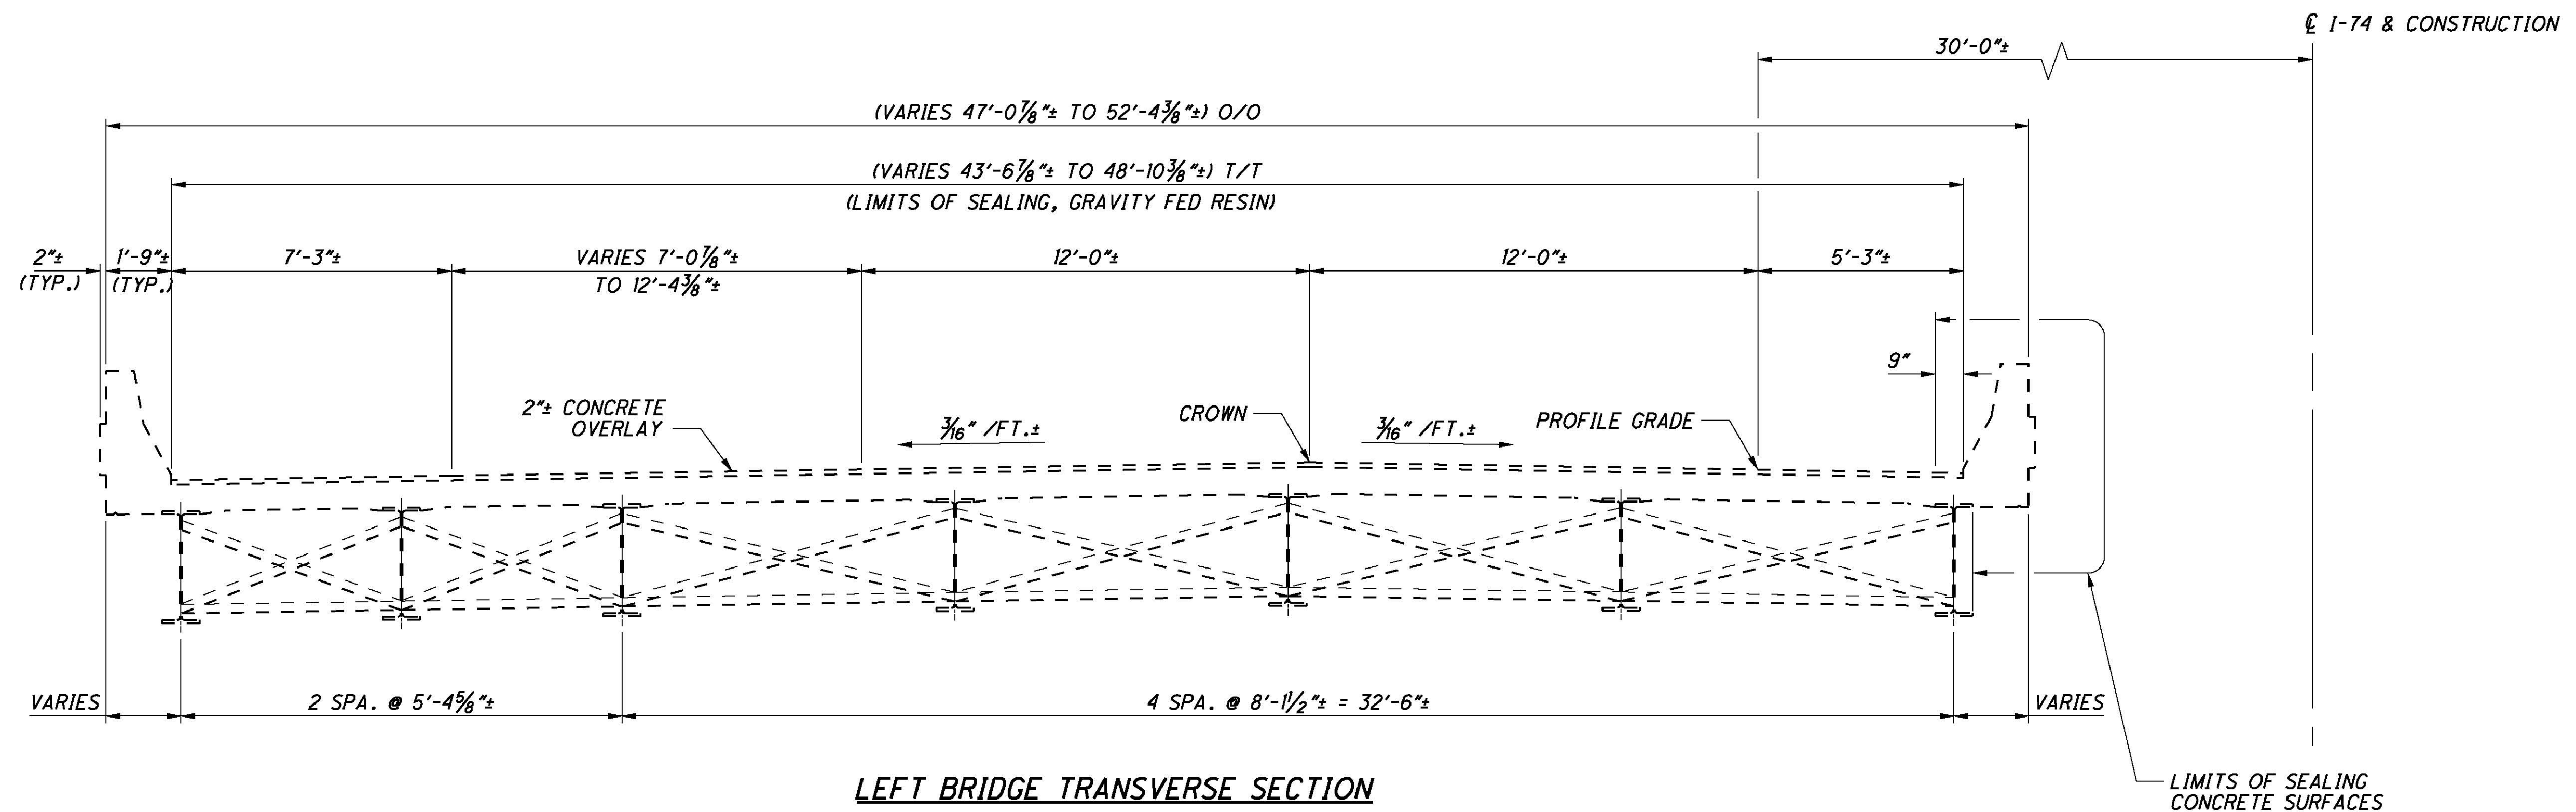 ℄ I-74 & CONSTRUCTION
30'-0"±
(VARIES 47'-0⅞"± TO 52'-4⅜"±) O/O
(VARIES 43'-6⅞"± TO 48'-10⅜"±) T/T
(LIMITS OF SEALING, GRAVITY FED RESIN)
2"±
(TYP.)
1'-9"±
(TYP.)
7'-3"±
VARIES 7'-0⅞"±
TO 12'-4⅜"±
12'-0"±
12'-0"±
5'-3"±
9"
2"± CONCRETE
OVERLAY
3/16" /FT.±
CROWN
3/16" /FT.±
PROFILE GRADE
VARIES
2 SPA. @ 5'-4⅝"±
4 SPA. @ 8'-1½"± = 32'-6"±
VARIES
LIMITS OF SEALING
CONCRETE SURFACES
LEFT BRIDGE TRANSVERSE SECTION